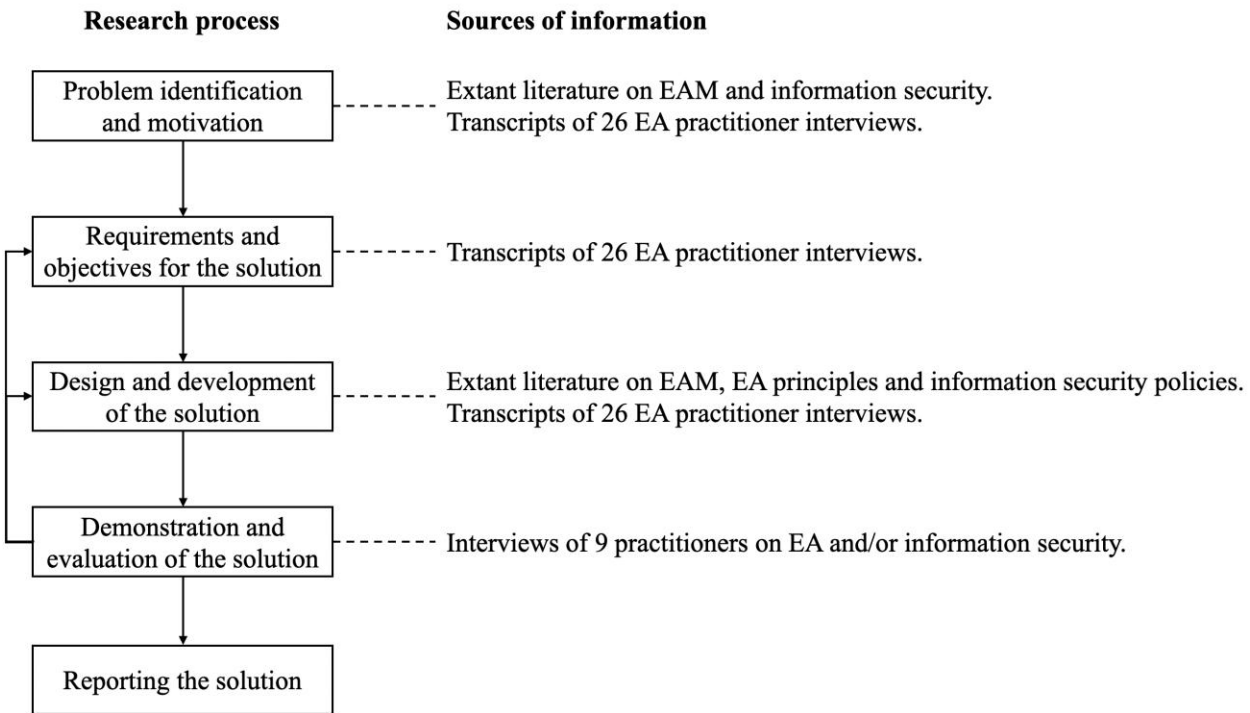 Research process
Sources of information
Problem identification
and motivation
Extant literature on EAM and information security.
Transcripts of 26 EA practitioner interviews.
Requirements and
objectives for the solution
Transcripts of 26 EA practitioner interviews.
Design and development
of the solution
Extant literature on EAM, EA principles and information security policies.
Transcripts of 26 EA practitioner interviews.
Demonstration and
evaluation of the solution
Interviews of 9 practitioners on EA and/or information security.
Reporting the solution